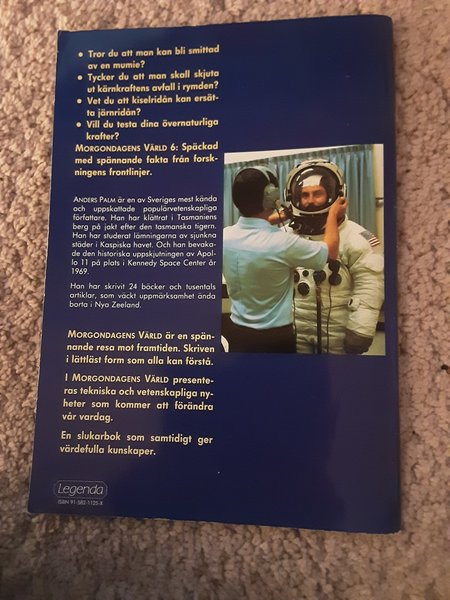 • Tror du att man kan bli smittad
av en mumie?
• Tycker du att man skall skjuta
ut kärnkraftens avfall i rymden?
• Vet du att kiselridån kan ersät-
ta järnridån?
• Vill du testa dina övernaturliga
krafter?
MORGONDAGENS VÄRLD 6: Späckad
med spännande fakta från forsk-
ningens frontlinjer.
ANDERS PALM är en av Sveriges mest kända
och uppskattade populärvetenskapliga
författare. Han har klättrat i Tasmaniens
berg på jakt efter den tasmanska tigern.
Han har studerat lämningarna av sjunkna
städer i Kaspiska havet. Och han bevaka-
de den historiska uppskjutningen av Apol-
lo 11 på plats i Kennedy Space Center år
1969.
Han har skrivit 24 böcker och tusentals
artiklar, som väckt uppmärksamhet ända
borta i Nya Zeeland.
MORGONDAGENS VÄRLD är en spän-
nande resa mot framtiden. Skriven
i lättläst form som alla kan förstå.
I MORGONDAGENS VÄRLD presente-
ras tekniska och vetenskapliga ny-
heter som kommer att förändra
vår vardag.
En slukarbok som samtidigt ger
värdefulla kunskaper.
Legenda
ISBN 91-582-1125-X